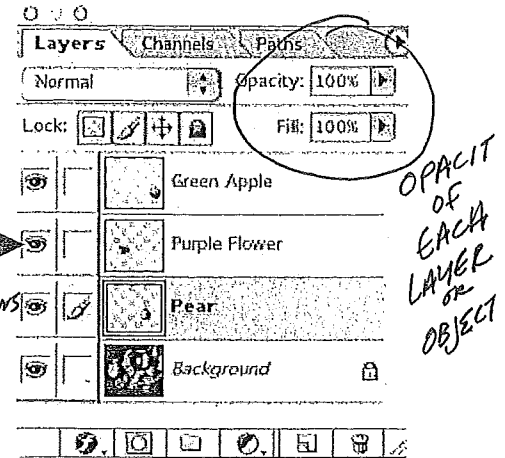 Layers Channels Paths
Normal Opacity: 100%
Lock: Fill: 100%
Green Apple
Purple Flower
Pear
Background
OPACIT
OF
EACH
LAYER
OR
OBJECT